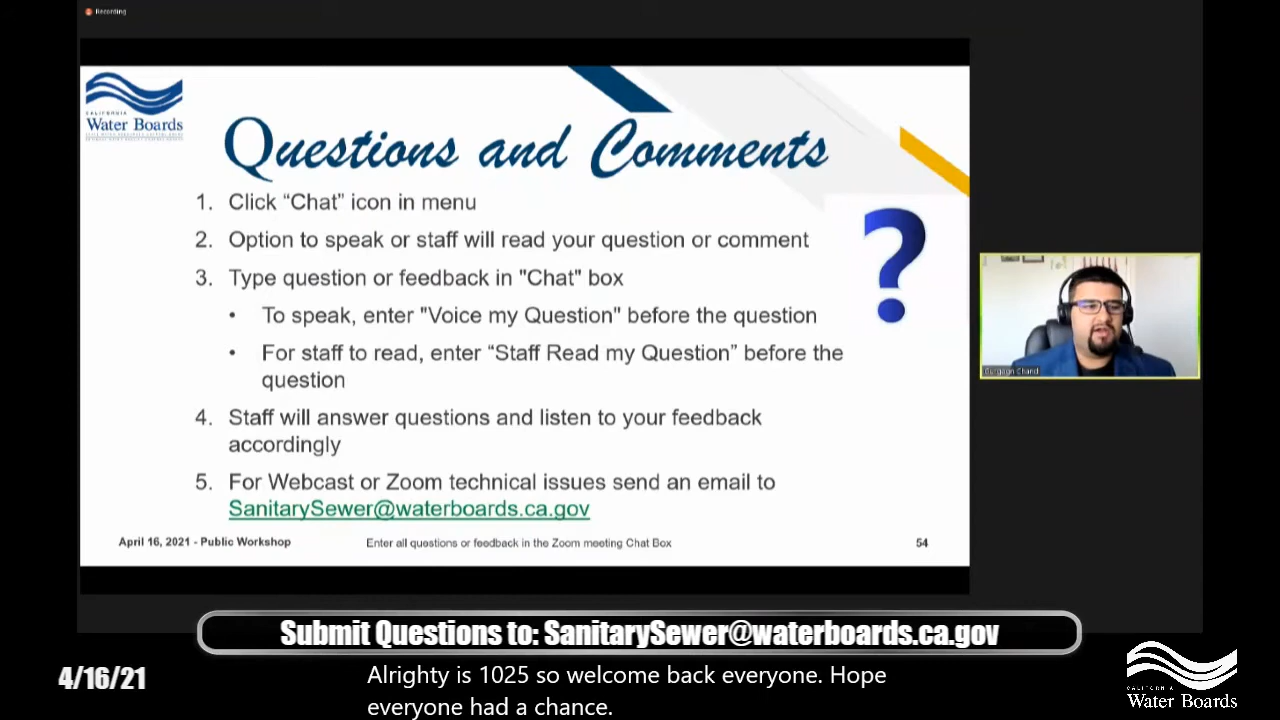 Recording
CALIFORNIA
Water Boards
Questions and Comments
1. Click “Chat” icon in menu
2. Option to speak or staff will read your question or comment
3. Type question or feedback in "Chat" box
• To speak, enter "Voice my Question" before the question
• For staff to read, enter “Staff Read my Question” before the
question
4. Staff will answer questions and listen to your feedback
accordingly
5. For Webcast or Zoom technical issues send an email to
SanitarySewer@waterboards.ca.gov
?
April 16, 2021 - Public Workshop
Enter all questions or feedback in the Zoom meeting Chat Box
54
Chand
Submit Questions to: SanitarySewer@waterboards.ca.gov
4/16/21
Alrighty is 1025 so welcome back everyone. Hope
everyone had a chance.
CALIFORNIA
Water Boards